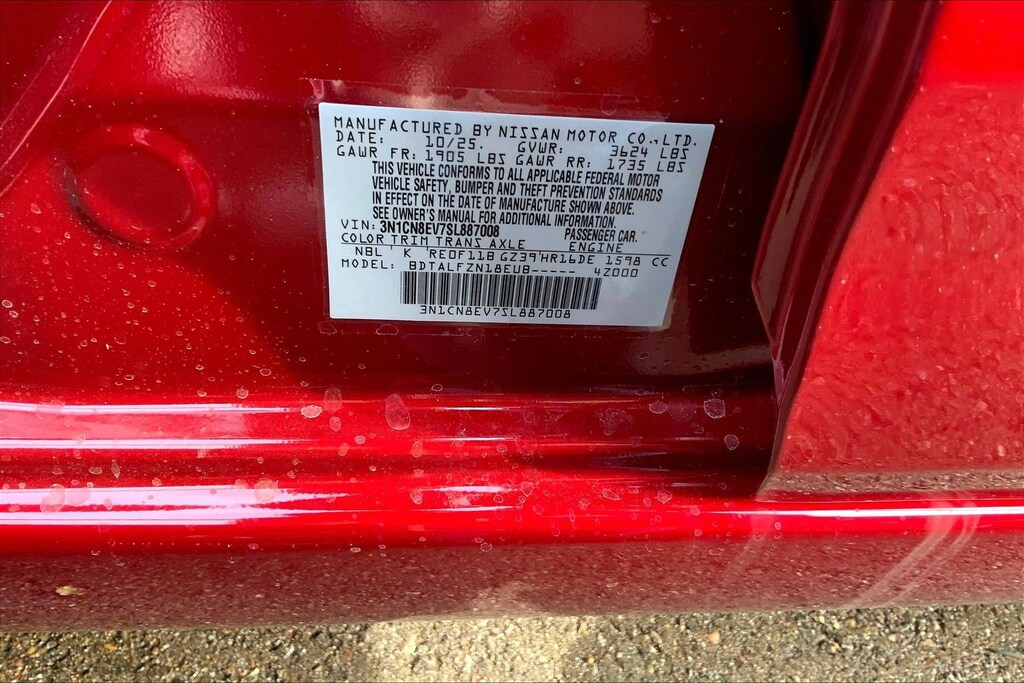 MANUFACTURED BY NISSAN MOTOR CO.,LTD.
DATE: 10/25. GVWR: 3624 LBS
GAWR FR: 1905 LBS GAWR RR: 1735 LBS
THIS VEHICLE CONFORMS TO ALL APPLICABLE FEDERAL MOTOR
VEHICLE SAFETY, BUMPER AND THEFT PREVENTION STANDARDS
IN EFFECT ON THE DATE OF MANUFACTURE SHOWN ABOVE.
SEE OWNER'S MANUAL FOR ADDITIONAL INFORMATION.
VIN: 3N1CN8EV7SL887008 PASSENGER CAR.
COLOR TRIM TRANS AXLE ENGINE
NBL ' K ' RE0F11B GZ39'HR16DE 1598 CC
MODEL: BDTALFZN18EUB----- 4Z000
3N1CN8EV7SL887008